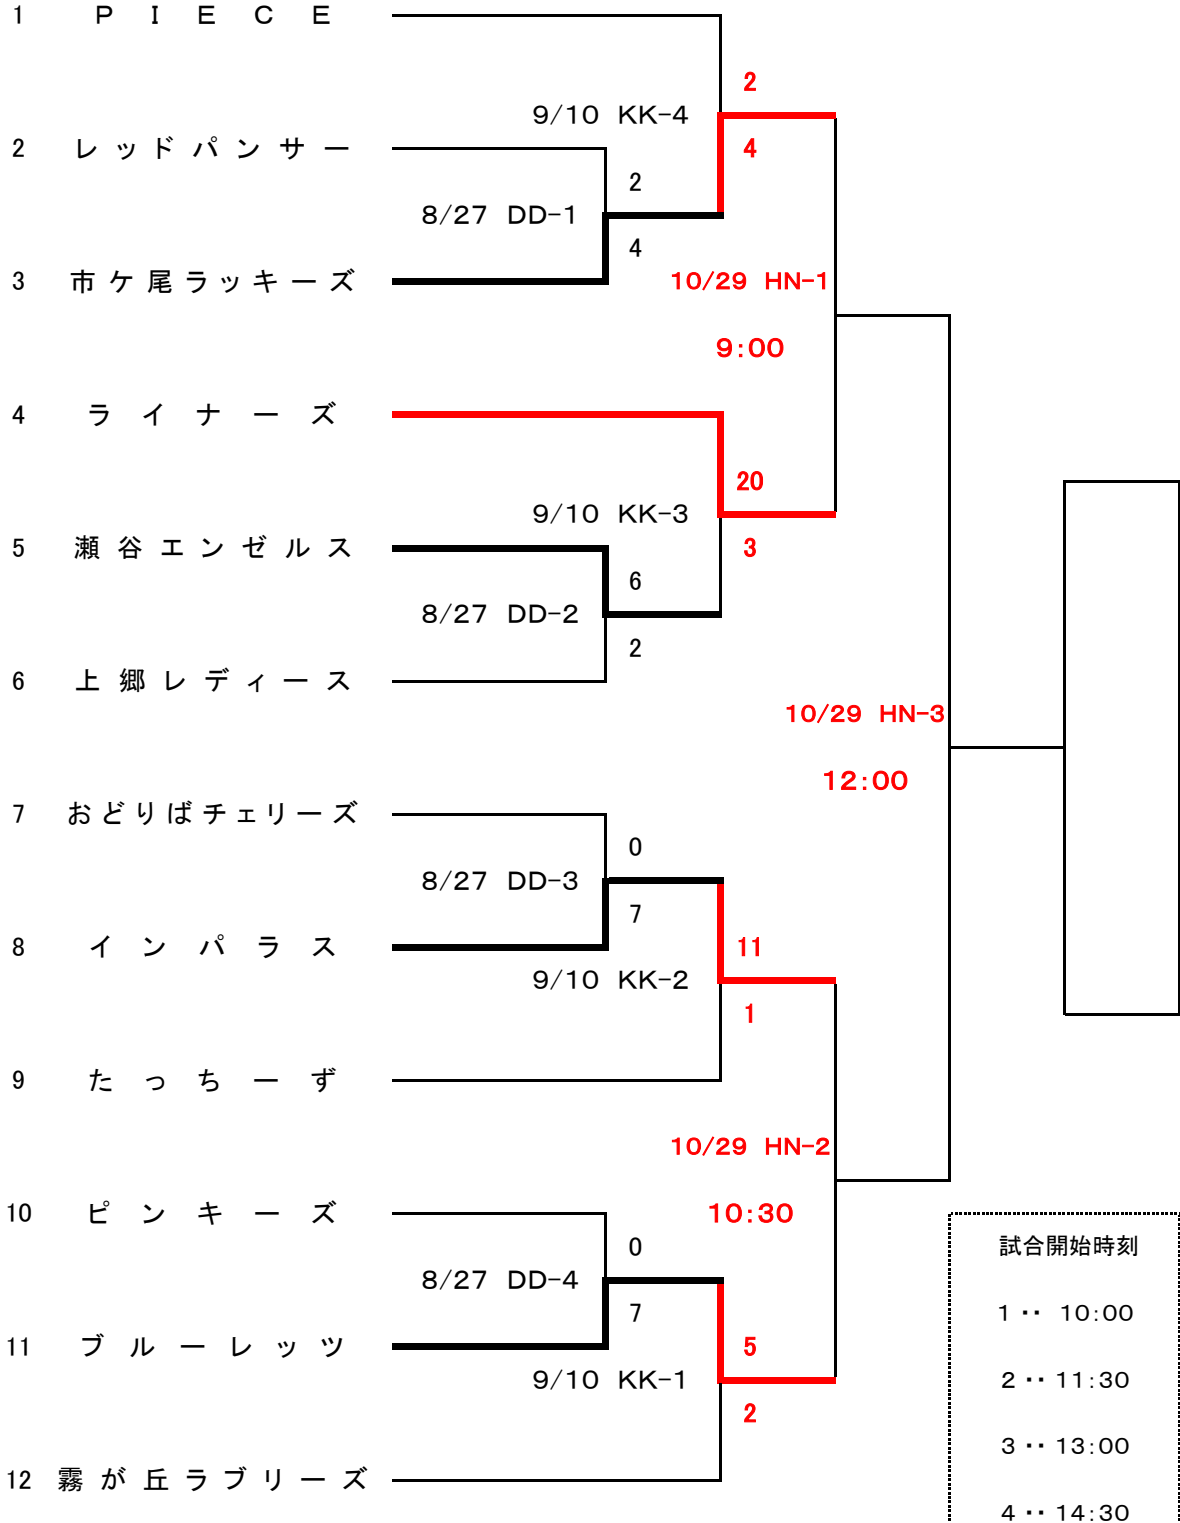 1 ＰＩＥＣＥ
2
9/10 KK-4
2 レッドパンサー
4
2
8/27 DD-1
4
3 市ケ尾ラッキーズ
10/29 HN-1
9:00
4 ライナーズ
20
9/10 KK-3
5 瀬谷エンゼルス
3
6
8/27 DD-2
2
6 上郷レディース
10/29 HN-3
12:00
7 おどりばチェリーズ
0
8/27 DD-3
7
8 インパラス
11
9/10 KK-2
1
9 たっちーず
10/29 HN-2
10 ピンキーズ
10:30
0
試合開始時刻
8/27 DD-4
7
1 ‥ 10:00
11 ブルーレッツ
5
9/10 KK-1
2 ‥ 11:30
2
3 ‥ 13:00
12 霧が丘ラブリーズ
4 ‥ 14:30